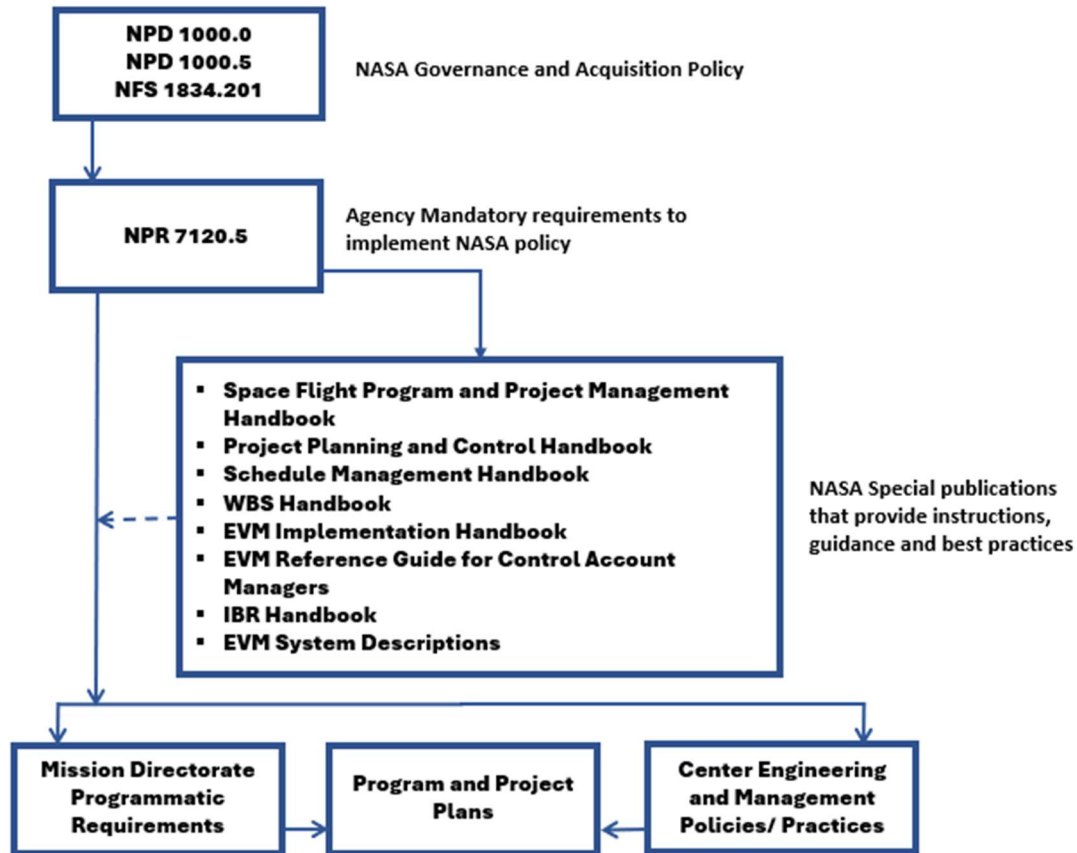 NPD 1000.0
NPD 1000.5
NFS 1834.201
NASA Governance and Acquisition Policy
NPR 7120.5
Agency Mandatory requirements to
implement NASA policy
▪ Space Flight Program and Project Management
Handbook
▪ Project Planning and Control Handbook
▪ Schedule Management Handbook
▪ WBS Handbook
▪ EVM Implementation Handbook
▪ EVM Reference Guide for Control Account
Managers
▪ IBR Handbook
▪ EVM System Descriptions
NASA Special publications
that provide instructions,
guidance and best practices
Mission Directorate
Programmatic
Requirements
Program and Project
Plans
Center Engineering
and Management
Policies/ Practices